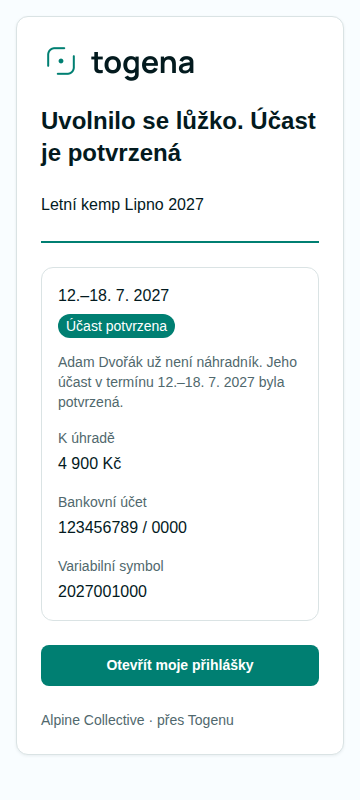 togena
Uvolnilo se lůžko. Účast
je potvrzená
Letní kemp Lipno 2027
12.–18. 7. 2027
Účast potvrzena
Adam Dvořák už není náhradník. Jeho
účast v termínu 12.–18. 7. 2027 byla
potvrzená.
K úhradě
4 900 Kč
Bankovní účet
123456789 / 0000
Variabilní symbol
2027001000
Otevřít moje přihlášky
Alpine Collective · přes Togenu